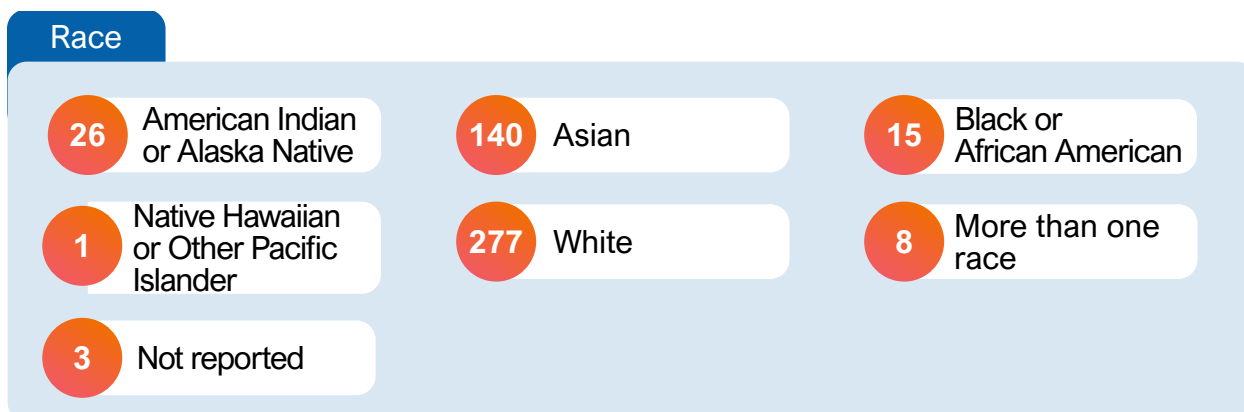 Race
26
American Indian
or Alaska Native
140
Asian
15
Black or
African American
1
Native Hawaiian
or Other Pacific
Islander
277
White
8
More than one
race
3
Not reported